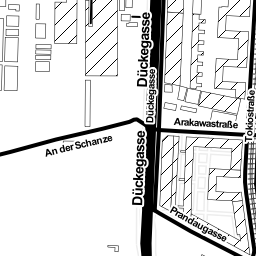 Dückegasse
Dückegasse
Tokiostraße
Arakawastraße
An der Schanze
Dückegasse
Prandaugasse